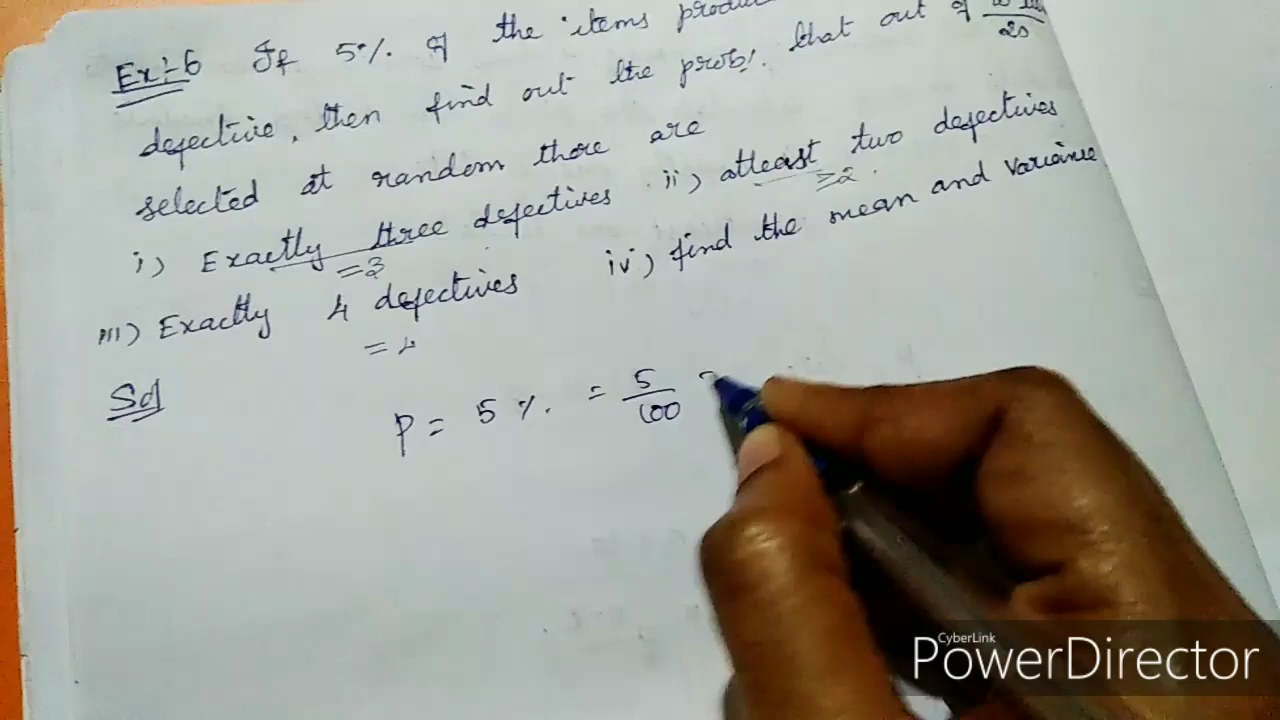 Ex:-6 If 5%. of the items produ
defective, then find out the prob/. that out of
20
selected at random there are
i) Exactly three defectives ii) atleast two defectives
=3 ≥2
iii) Exactly 4 defectives iv) find the mean and variance.
= 4
Sol
P = 5 %. = 5/100 =
CyberLink
PowerDirector